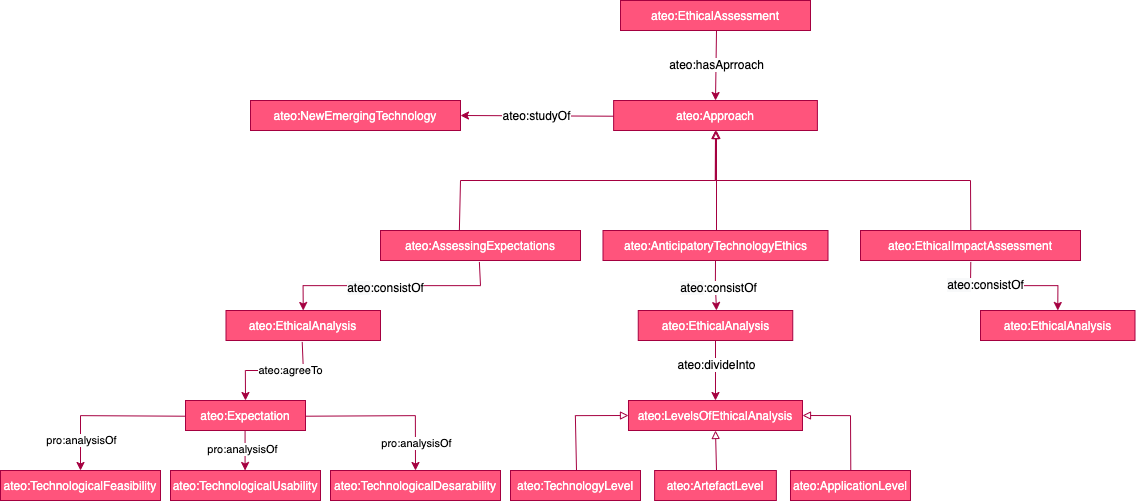 ateo:EthicalAssessment
ateo:hasAprroach
ateo:NewEmergingTechnology
ateo:studyOf
ateo:Approach
ateo:AssessingExpectations
ateo:AnticipatoryTechnologyEthics
ateo:EthicalImpactAssessment
ateo:consistOf
ateo:consistOf
ateo:consistOf
ateo:EthicalAnalysis
ateo:EthicalAnalysis
ateo:EthicalAnalysis
ateo:agreeTo
ateo:divideInto
ateo:Expectation
ateo:LevelsOfEthicalAnalysis
pro:analysisOf
pro:analysisOf
pro:analysisOf
ateo:TechnologicalFeasibility
ateo:TechnologicalUsability
ateo:TechnologicalDesarability
ateo:TechnologyLevel
ateo:ArtefactLevel
ateo:ApplicationLevel